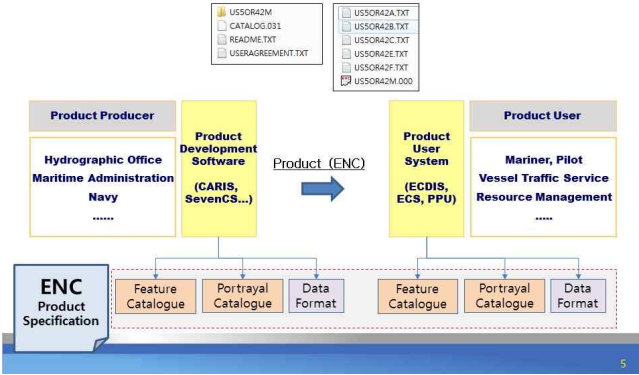 US5OR42M
CATALOG.031
README.TXT
USERAGREEMENT.TXT
US5OR42A.TXT
US5OR42B.TXT
US5OR42C.TXT
US5OR42E.TXT
US5OR42F.TXT
US5OR42M.000
Product Producer
Hydrographic Office
Maritime Administration
Navy
......
Product
Development
Software
(CARIS,
SevenCS...)
Product (ENC)
Product
User
System
(ECDIS,
ECS, PPU)
Product User
Mariner, Pilot
Vessel Traffic Service
Resource Management
.....
ENC
Product
Specification
Feature
Catalogue
Portrayal
Catalogue
Data
Format
Feature
Catalogue
Portrayal
Catalogue
Data
Format
5